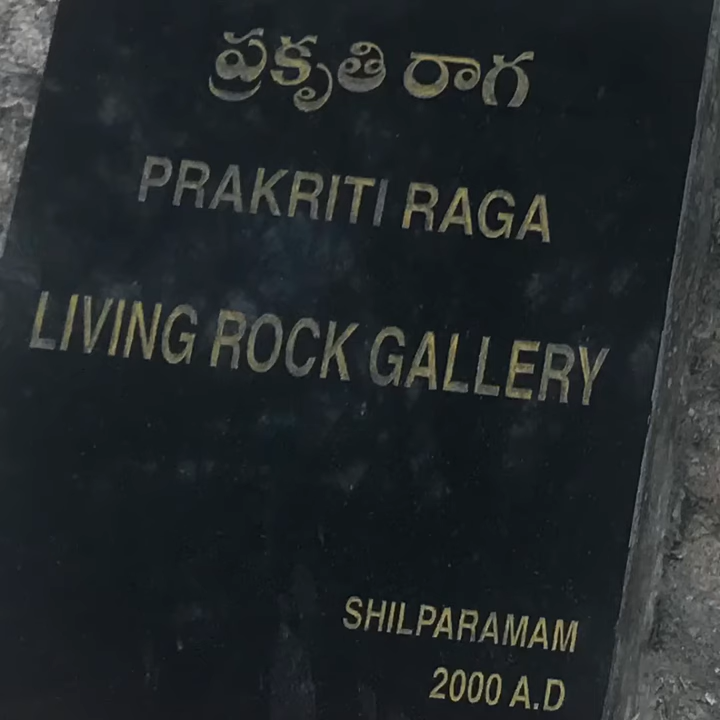 ప్రకృతి రాగ
PRAKRITI RAGA
LIVING ROCK GALLERY
SHILPARAMAM
2000 A.D